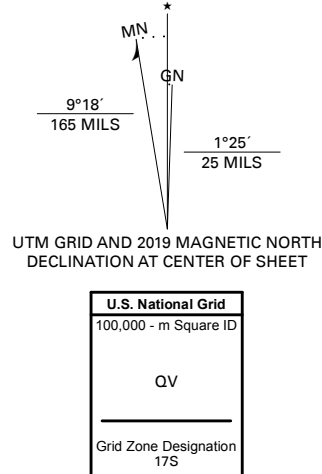 ★
MN
GN
9°18´
165 MILS
1°25´
25 MILS
UTM GRID AND 2019 MAGNETIC NORTH
DECLINATION AT CENTER OF SHEET
U.S. National Grid
100,000 - m Square ID
QV
Grid Zone Designation
17S